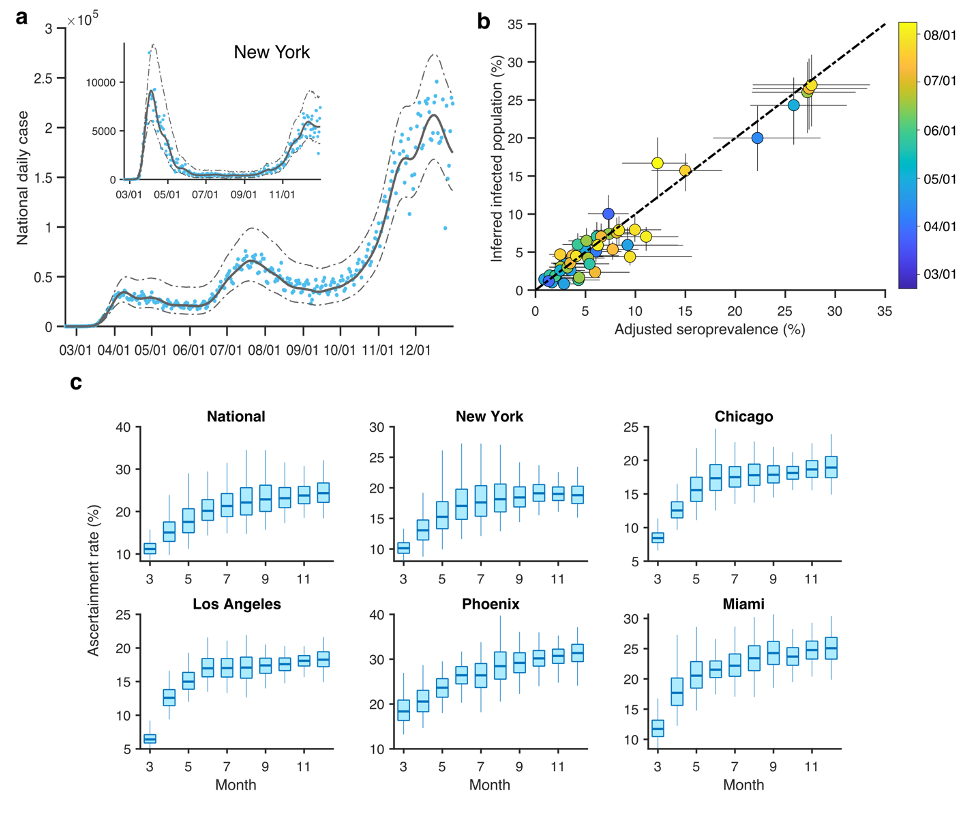 a
×10⁵
3
2.5
2
1.5
1
0.5
0
National daily case
03/01 04/01 05/01 06/01 07/01 08/01 09/01 10/01 11/01 12/01
New York
10000
5000
0
03/01 05/01 07/01 09/01 11/01
b
35
30
25
20
15
10
5
0
Inferred infected population (%)
0 5 10 15 20 25 30 35
Adjusted seroprevalence (%)
08/01
07/01
06/01
05/01
04/01
03/01
c
Ascertainment rate (%)
National
40
30
20
10
3 5 7 9 11
New York
30
25
20
15
10
3 5 7 9 11
Chicago
25
20
15
10
5
3 5 7 9 11
Los Angeles
25
20
15
10
5
3 5 7 9 11
Month
Phoenix
40
30
20
10
3 5 7 9 11
Month
Miami
30
25
20
15
10
3 5 7 9 11
Month